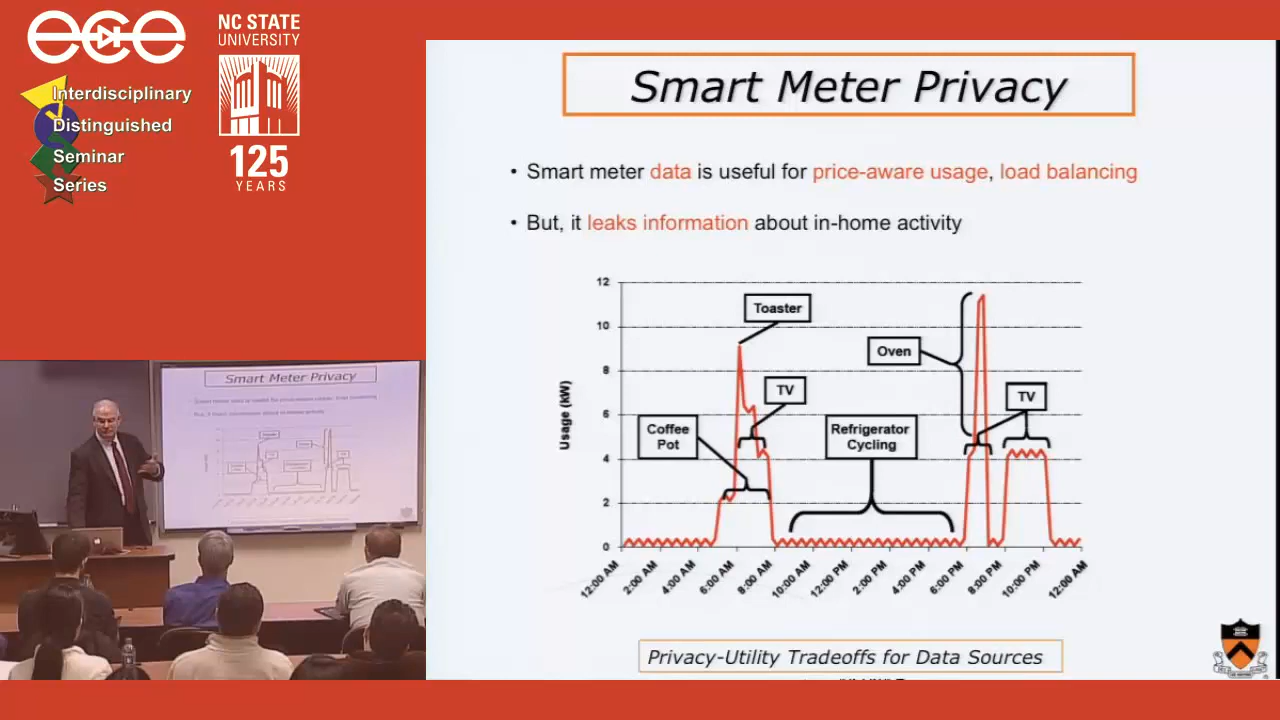 ece
NC STATE
UNIVERSITY
Interdisciplinary
Distinguished
Seminar
Series
125
YEARS
Smart Meter Privacy
• Smart meter data is useful for price-aware usage, load balancing
• But, it leaks information about in-home activity
Usage (kW)
12
10
8
6
4
2
0
Toaster
Oven
TV
TV
Coffee
Pot
Refrigerator
Cycling
12:00 AM
2:00 AM
4:00 AM
6:00 AM
8:00 AM
10:00 AM
12:00 PM
2:00 PM
4:00 PM
6:00 PM
8:00 PM
10:00 PM
12:00 AM
Privacy-Utility Tradeoffs for Data Sources
Smart Meter Privacy